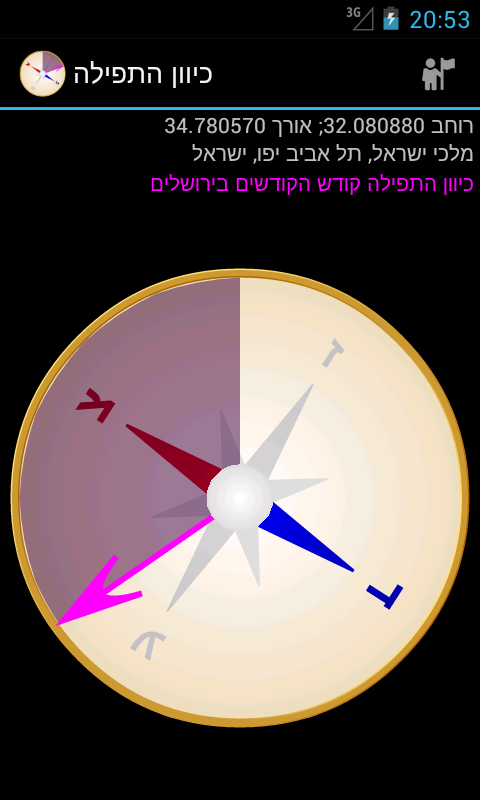 3G 20:53
כיוון התפילה
רוחב 32.080880; אורך 34.780570
מלכי ישראל, תל אביב יפו, ישראל
כיוון התפילה קודש הקודשים בירושלים
מ
צ
ד
מ